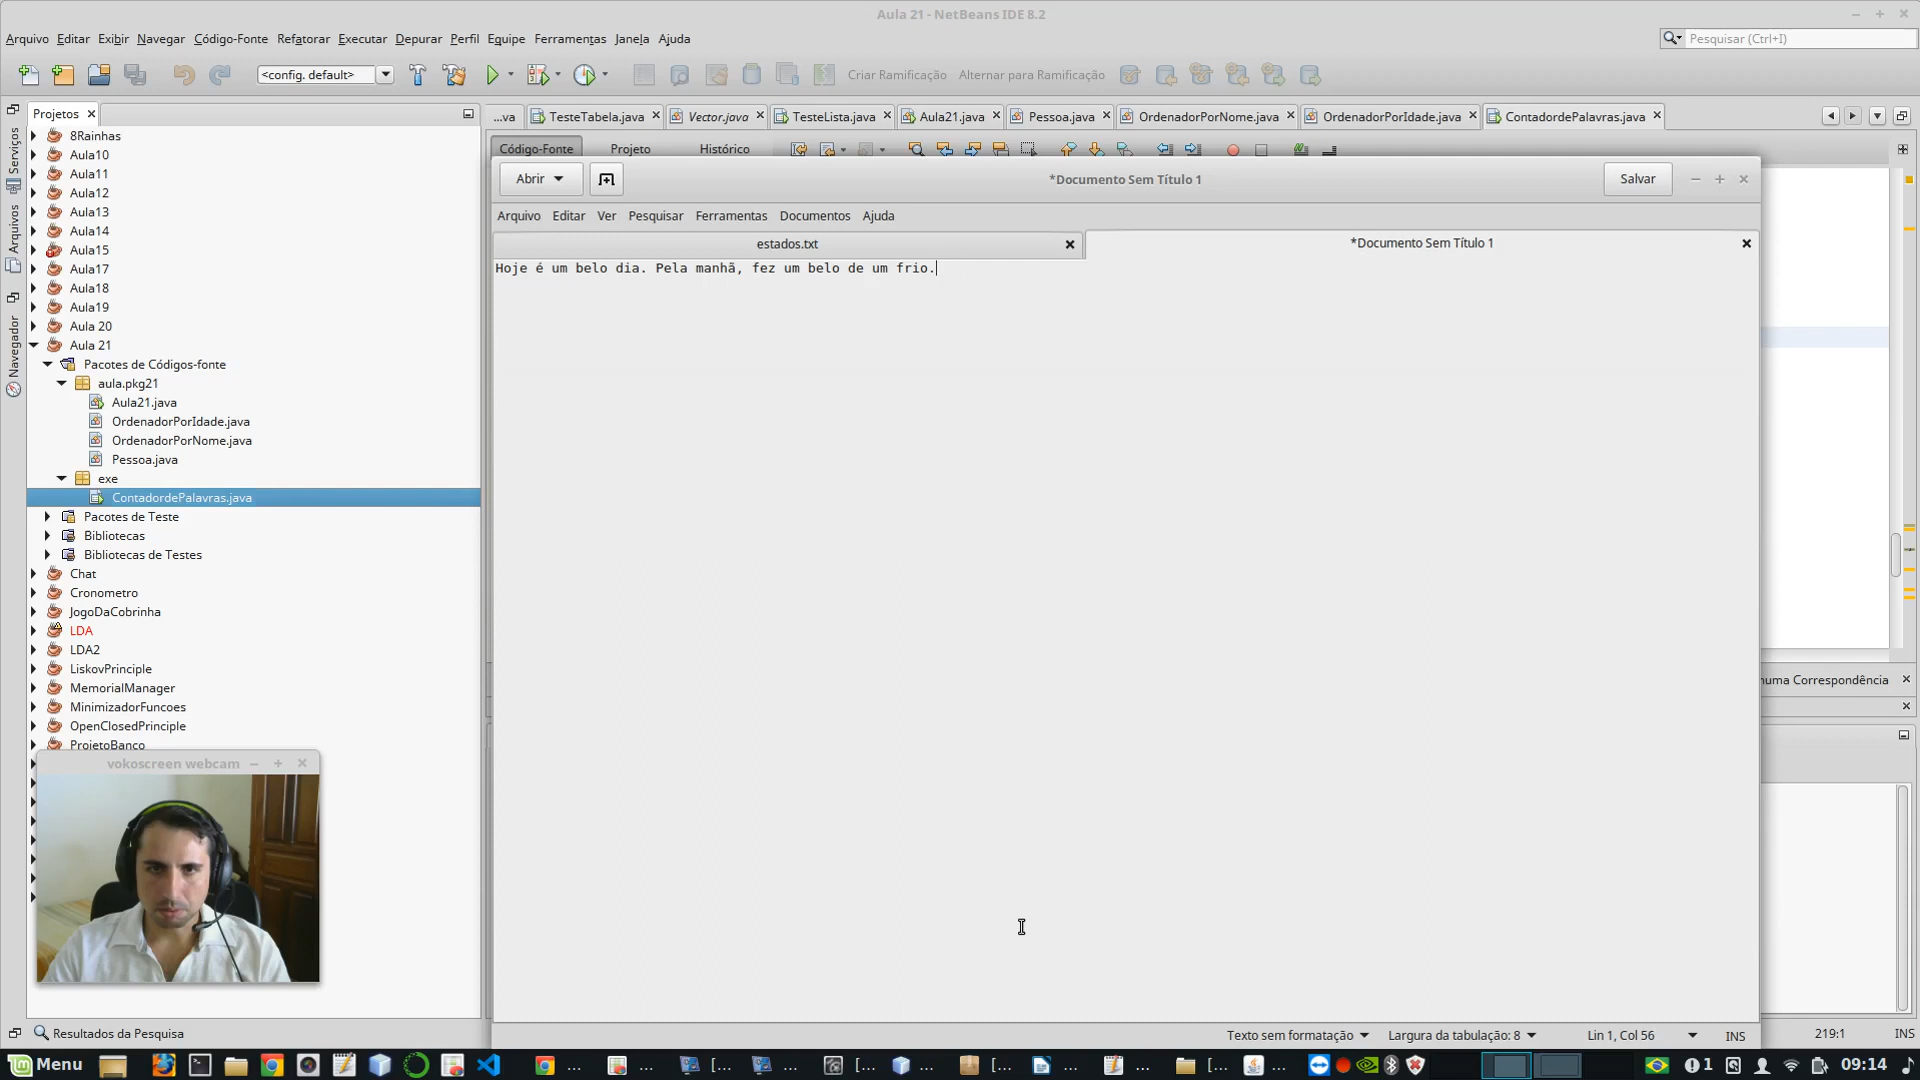 Aula 21 - NetBeans IDE 8.2
Arquivo Editar Exibir Navegar Código-Fonte Refatorar Executar Depurar Perfil Equipe Ferramentas Janela Ajuda
Pesquisar (Ctrl+I)
<config. default>
Criar Ramificação Alternar para Ramificação
Projetos
...va TesteTabela.java Vector.java TesteLista.java Aula21.java Pessoa.java OrdenadorPorNome.java OrdenadorPorIdade.java ContadordePalavras.java
Código-Fonte Projeto Histórico
Serviços
Arquivos
Navegador
8Rainhas
Aula10
Aula11
Aula12
Aula13
Aula14
Aula15
Aula17
Aula18
Aula19
Aula 20
Aula 21
Pacotes de Códigos-fonte
aula.pkg21
Aula21.java
OrdenadorPorIdade.java
OrdenadorPorNome.java
Pessoa.java
exe
ContadordePalavras.java
Pacotes de Teste
Bibliotecas
Bibliotecas de Testes
Chat
Cronometro
JogoDaCobrinha
LDA
LDA2
LiskovPrinciple
MemorialManager
MinimizadorFuncoes
OpenClosedPrinciple
ProjetoBanco
vokoscreen webcam
Abrir
*Documento Sem Título 1
Salvar
Arquivo Editar Ver Pesquisar Ferramentas Documentos Ajuda
estados.txt
*Documento Sem Título 1
Hoje é um belo dia. Pela manhã, fez um belo de um frio.
Texto sem formatação
Largura da tabulação: 8
Lin 1, Col 56
INS
numa Correspondência
Resultados da Pesquisa
219:1
INS
Menu
... ... [... ... [... ... [... ... ... [... ...
1
09:14